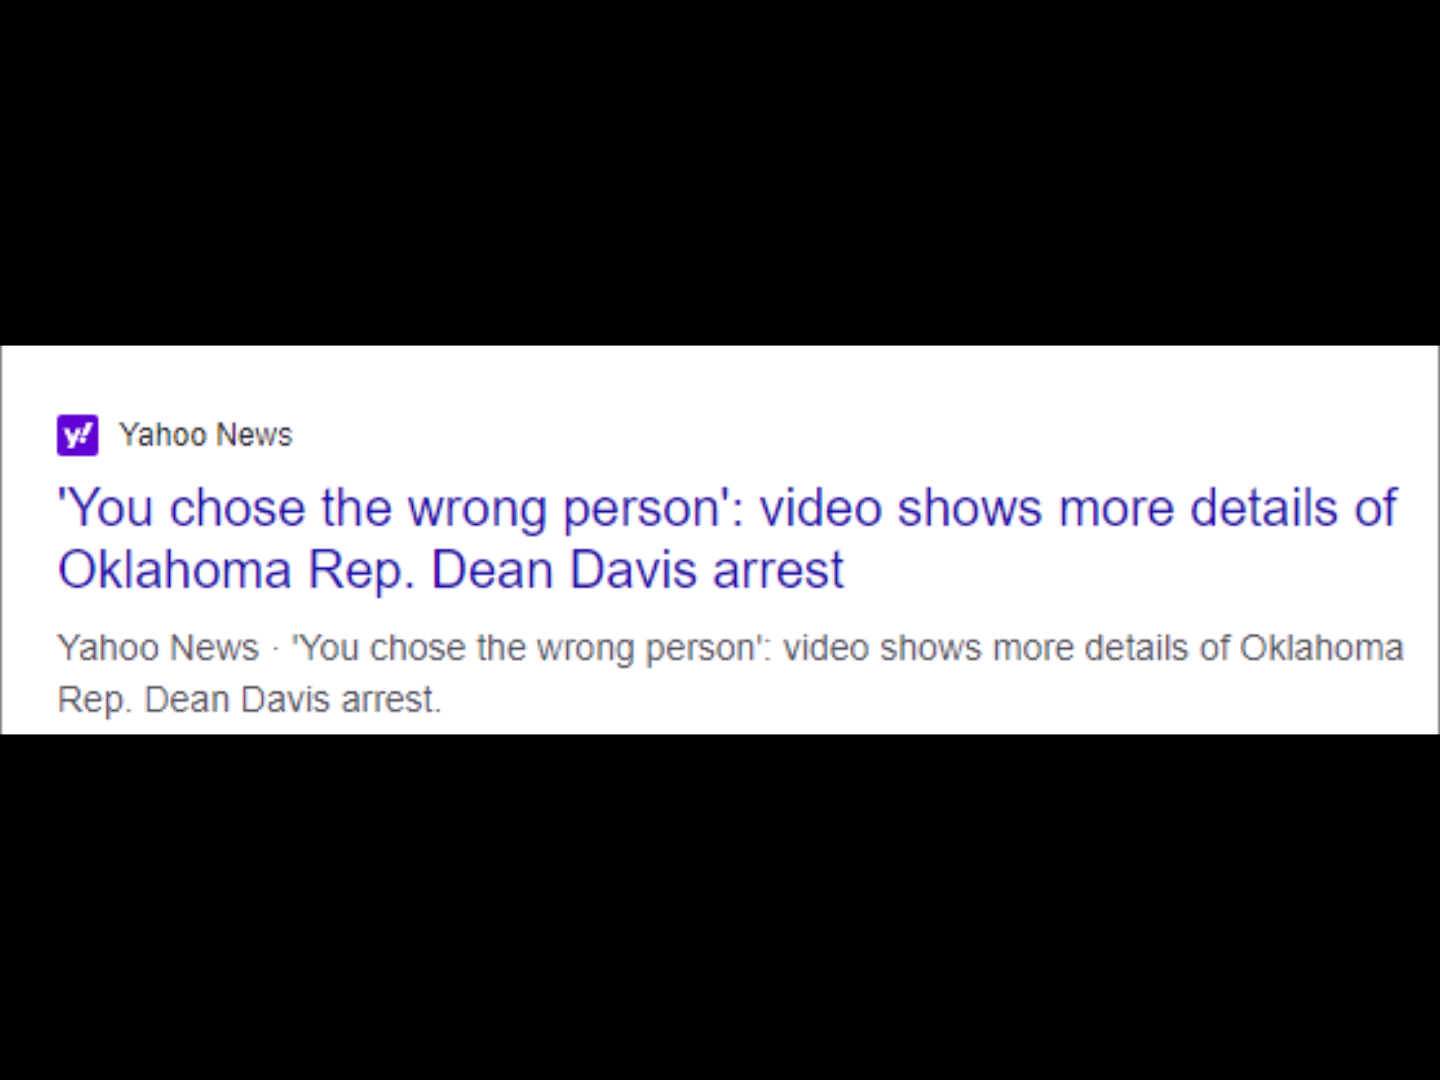 Yahoo News
'You chose the wrong person': video shows more details of
Oklahoma Rep. Dean Davis arrest
Yahoo News · 'You chose the wrong person': video shows more details of Oklahoma
Rep. Dean Davis arrest.